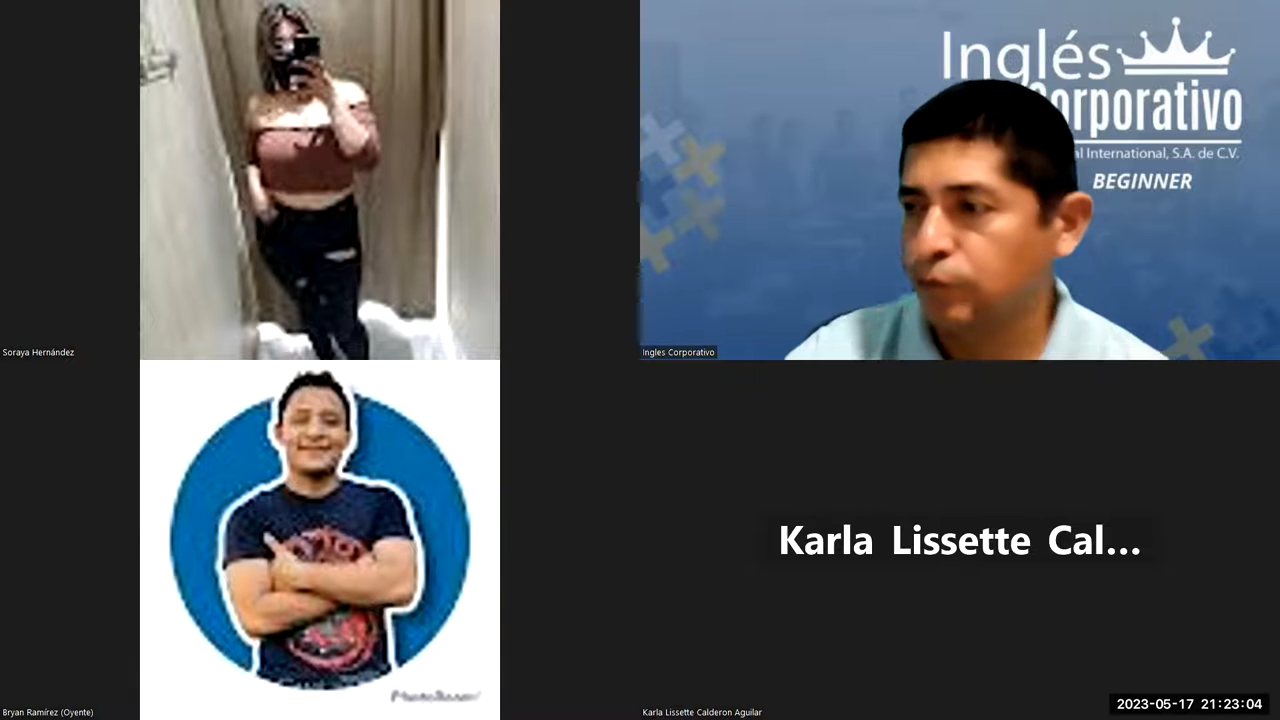 Inglés
Corporativo
al International, S.A. de C.V.
BEGINNER
Soraya Hernández
Ingles Corporativo
Karla Lissette Cal...
Bryan Ramírez (Oyente)
Karla Lissette Calderon Aguilar
2023-05-17 21:23:04